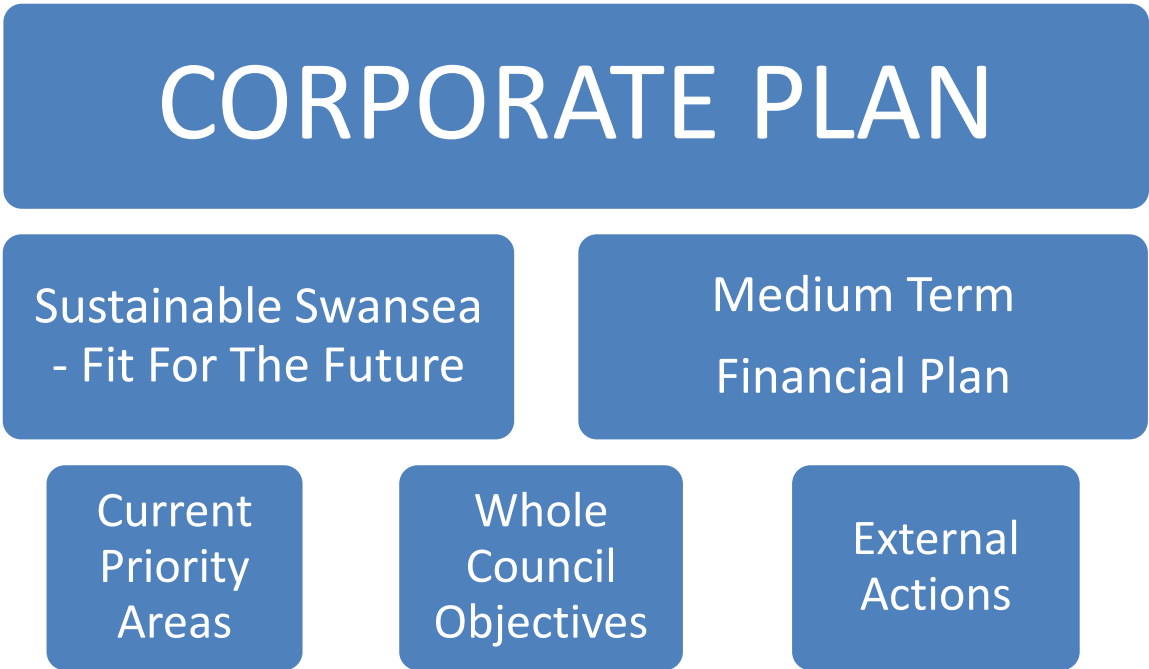 CORPORATE PLAN
Sustainable Swansea
- Fit For The Future
Medium Term
Financial Plan
Current
Priority
Areas
Whole
Council
Objectives
External
Actions